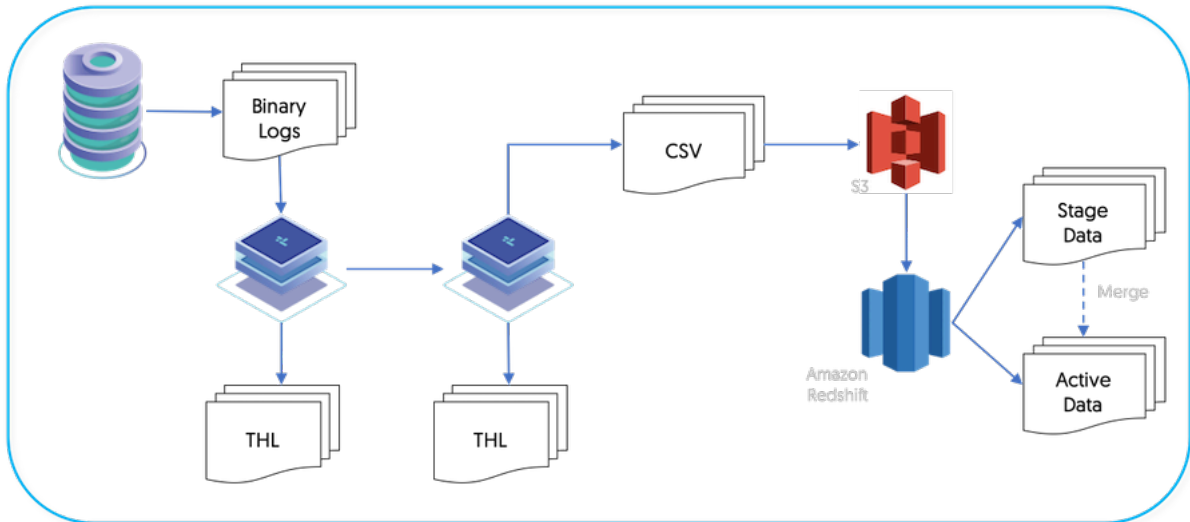 Binary
Logs
CSV
S3
Stage
Data
Merge
Amazon
Redshift
Active
Data
THL
THL